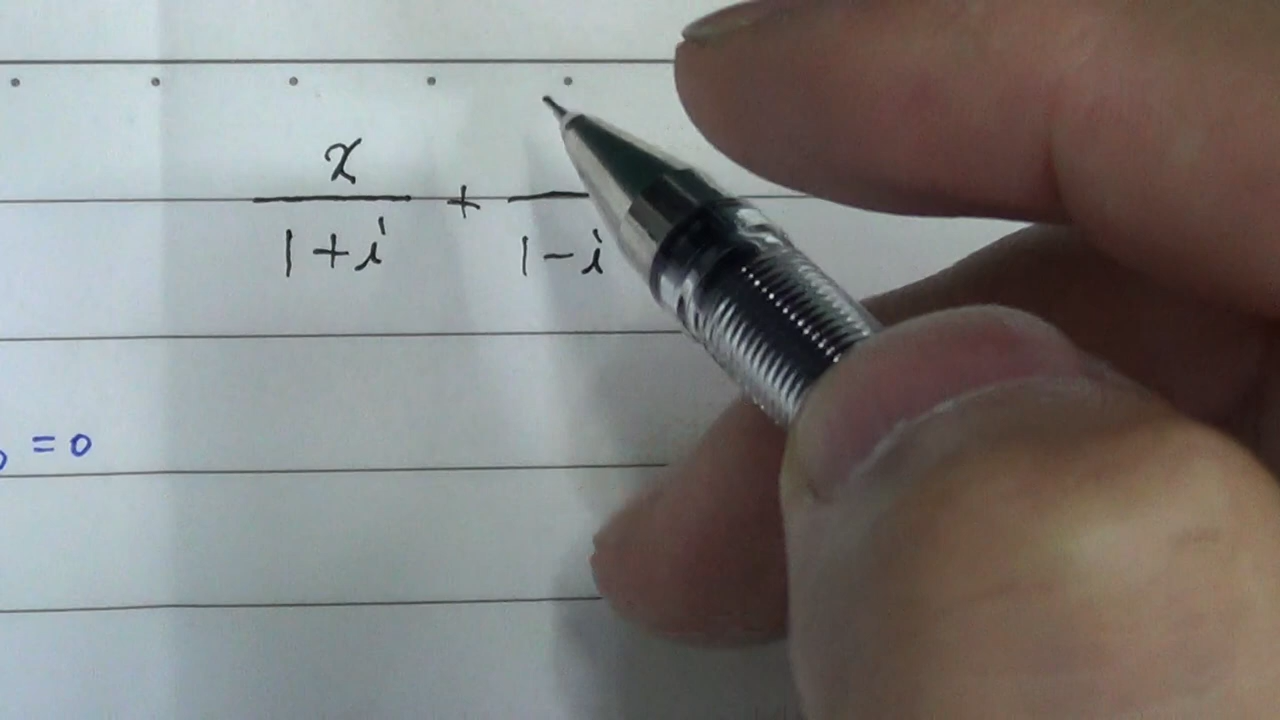 x
+
1+i 1-i
= 0